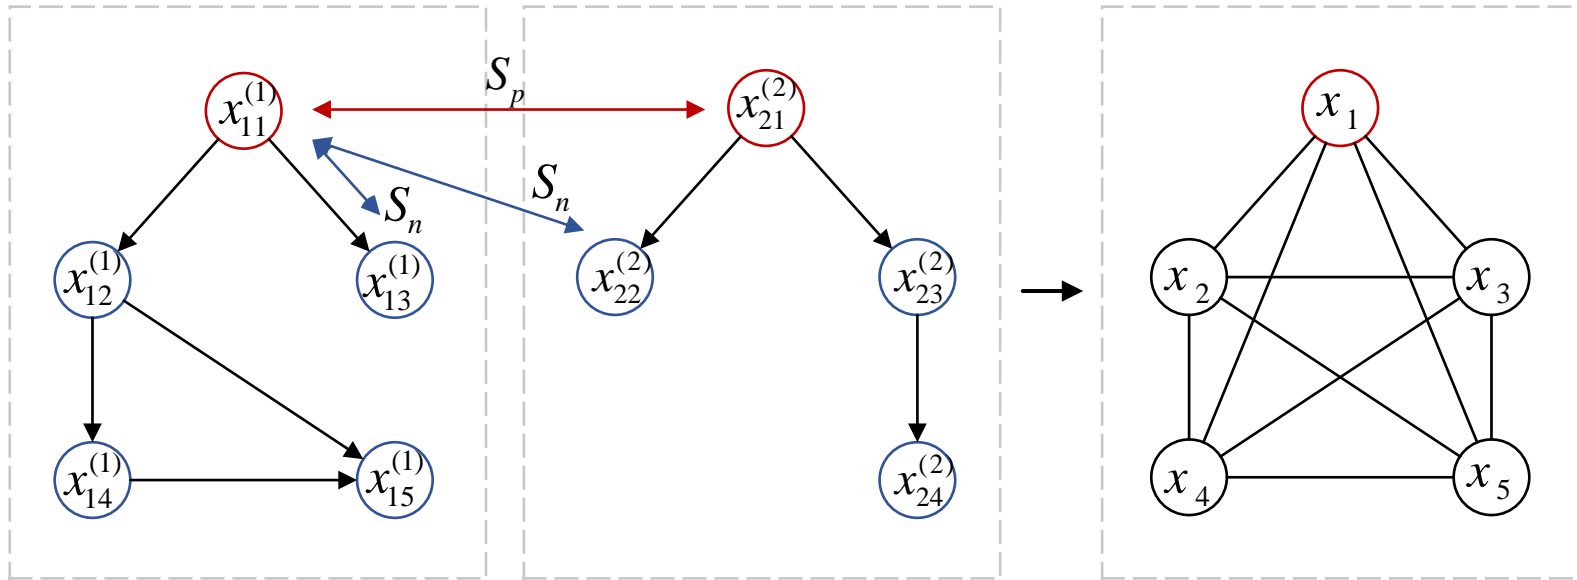 S_p
x_{11}^{(1)}
x_{21}^{(2)}
x_1
S_n
S_n
x_{12}^{(1)}
x_{13}^{(1)}
x_{22}^{(2)}
x_{23}^{(2)}
x_2
x_3
x_{14}^{(1)}
x_{15}^{(1)}
x_{24}^{(2)}
x_4
x_5